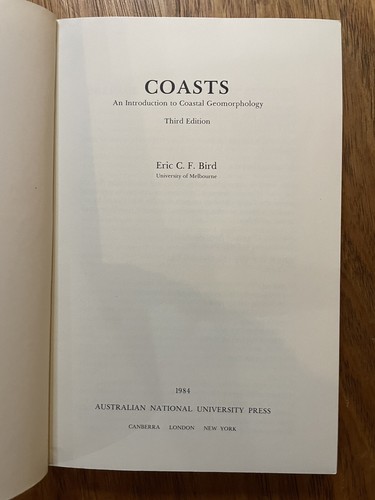 COASTS
An Introduction to Coastal Geomorphology
Third Edition
Eric C. F. Bird
University of Melbourne
1984
AUSTRALIAN NATIONAL UNIVERSITY PRESS
CANBERRA LONDON NEW YORK